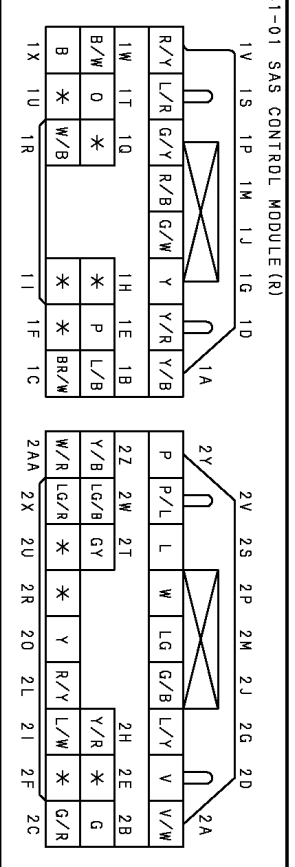 1-01 SAS CONTROL MODULE(R)
1V 1S 1P 1M 1J 1G 1D
1A
R/Y L/R G/Y R/B G/W Y Y/R Y/B
1W 1T 1Q 1H 1E 1B
B/W O * * P L/B
B * W/B * * BR/W
1X 1U 1R 1I 1F 1C
2V 2S 2P 2M 2J 2G 2D
2Y 2A
P P/L L W LG G/B L/Y V V/W
2Z 2W 2T 2H 2E 2B
Y/B LG/B GY Y/R * G
W/R LG/R * * Y R/Y L/W * G/R
2AA 2X 2U 2R 2O 2L 2I 2F 2C